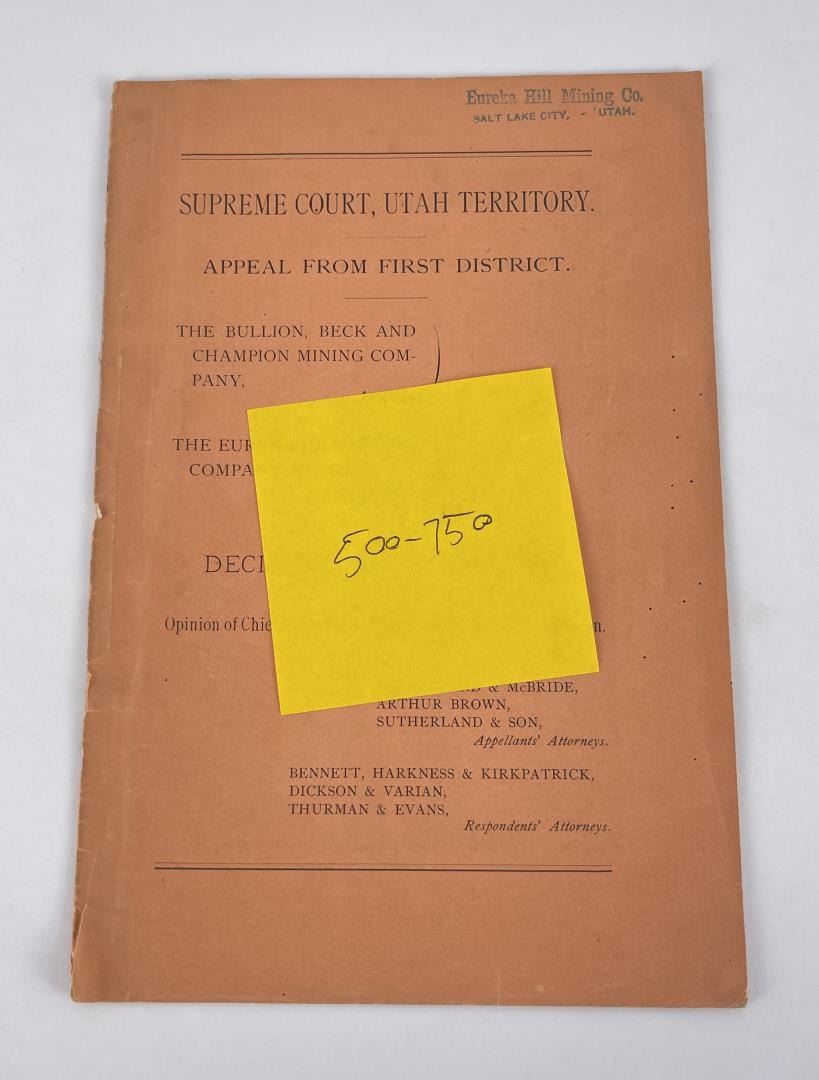 Eureka Hill Mining Co.
SALT LAKE CITY, - UTAH.
SUPREME COURT, UTAH TERRITORY.
APPEAL FROM FIRST DISTRICT.
THE BULLION, BECK AND
CHAMPION MINING COM-
PANY,
THE EUR
COMPA
DECI
500-750
Opinion of Chie
n.
& McBRIDE,
ARTHUR BROWN,
SUTHERLAND & SON,
Appellants' Attorneys.
BENNETT, HARKNESS & KIRKPATRICK,
DICKSON & VARIAN,
THURMAN & EVANS,
Respondents' Attorneys.